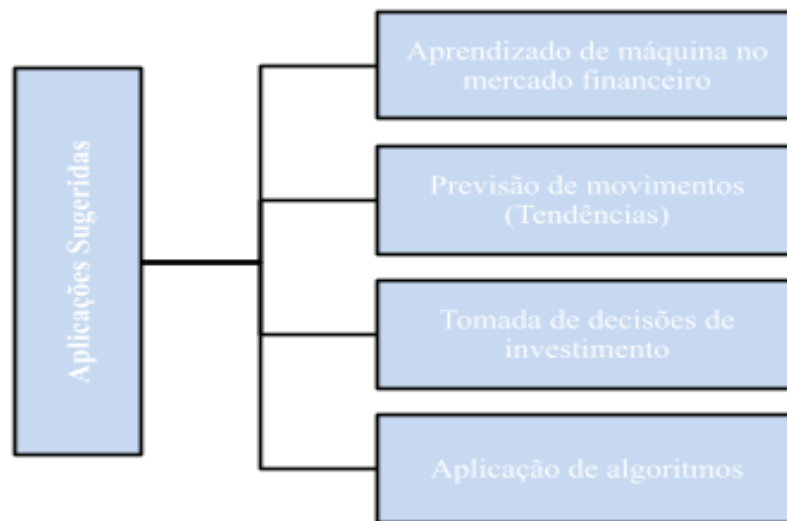 Aplicações Sugeridas
Aprendizado de máquina no
mercado financeiro
Previsão de movimentos
(Tendências)
Tomada de decisões de
investimento
Aplicação de algoritmos